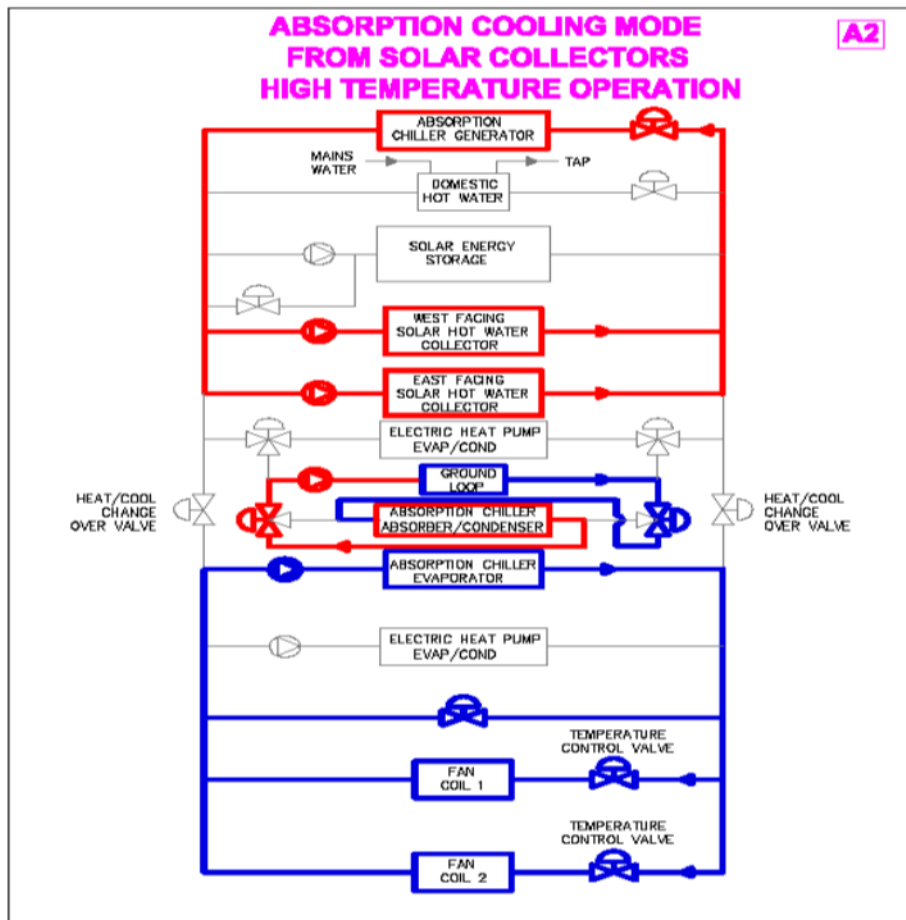 ABSORPTION COOLING MODE
FROM SOLAR COLLECTORS
HIGH TEMPERATURE OPERATION
A2
ABSORPTION
CHILLER GENERATOR
MAINS
WATER
TAP
DOMESTIC
HOT WATER
SOLAR ENERGY
STORAGE
WEST FACING
SOLAR HOT WATER
COLLECTOR
EAST FACING
SOLAR HOT WATER
COLLECTOR
ELECTRIC HEAT PUMP
EVAP/COND
GROUND
LOOP
HEAT/COOL
CHANGE
OVER VALVE
ABSORPTION CHILLER
ABSORBER/CONDENSER
HEAT/COOL
CHANGE
OVER VALVE
ABSORPTION CHILLER
EVAPORATOR
ELECTRIC HEAT PUMP
EVAP/COND
TEMPERATURE
CONTROL VALVE
FAN
COIL 1
TEMPERATURE
CONTROL VALVE
FAN
COIL 2